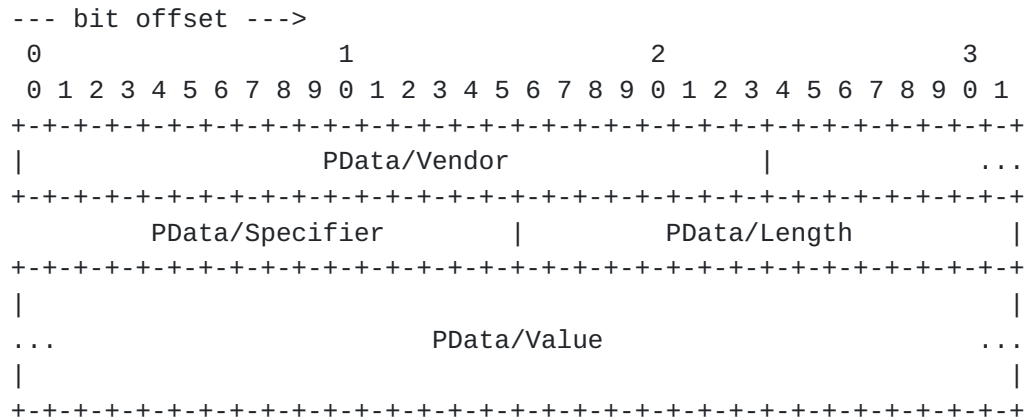 --- bit offset --->
 0                   1                   2                   3
 0 1 2 3 4 5 6 7 8 9 0 1 2 3 4 5 6 7 8 9 0 1 2 3 4 5 6 7 8 9 0 1
+-+-+-+-+-+-+-+-+-+-+-+-+-+-+-+-+-+-+-+-+-+-+-+-+-+-+-+-+-+-+-+-+
|                   PData/Vendor                |             ...
+-+-+-+-+-+-+-+-+-+-+-+-+-+-+-+-+-+-+-+-+-+-+-+-+-+-+-+-+-+-+-+-+
         PData/Specifier        |         PData/Length          |
+-+-+-+-+-+-+-+-+-+-+-+-+-+-+-+-+-+-+-+-+-+-+-+-+-+-+-+-+-+-+-+-+
|                                                               |
...                        PData/Value                        ...
|                                                               |
+-+-+-+-+-+-+-+-+-+-+-+-+-+-+-+-+-+-+-+-+-+-+-+-+-+-+-+-+-+-+-+-+